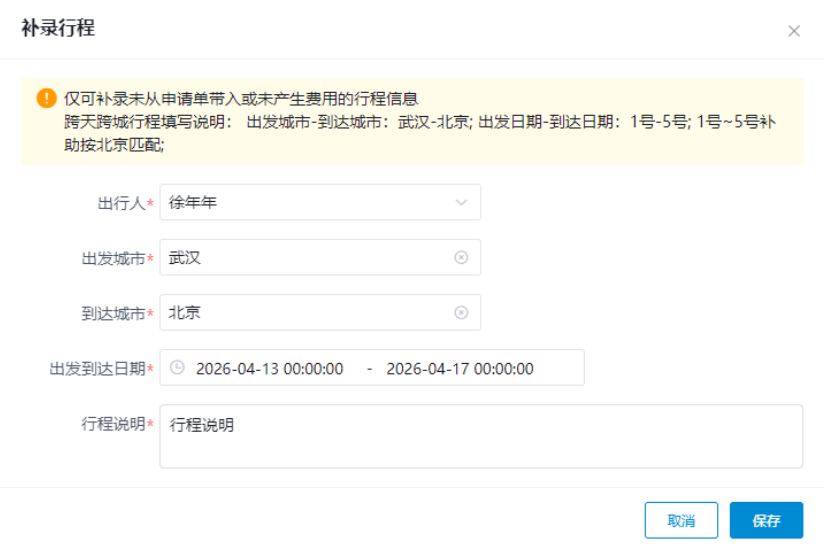 补录行程
仅可补录未从申请单带入或未产生费用的行程信息
跨天跨城行程填写说明： 出发城市-到达城市：武汉-北京; 出发日期-到达日期：1号-5号; 1号~5号补
助按北京匹配;
出行人* 徐年年
出发城市* 武汉
到达城市* 北京
出发到达日期* 2026-04-13 00:00:00 - 2026-04-17 00:00:00
行程说明* 行程说明
取消 保存